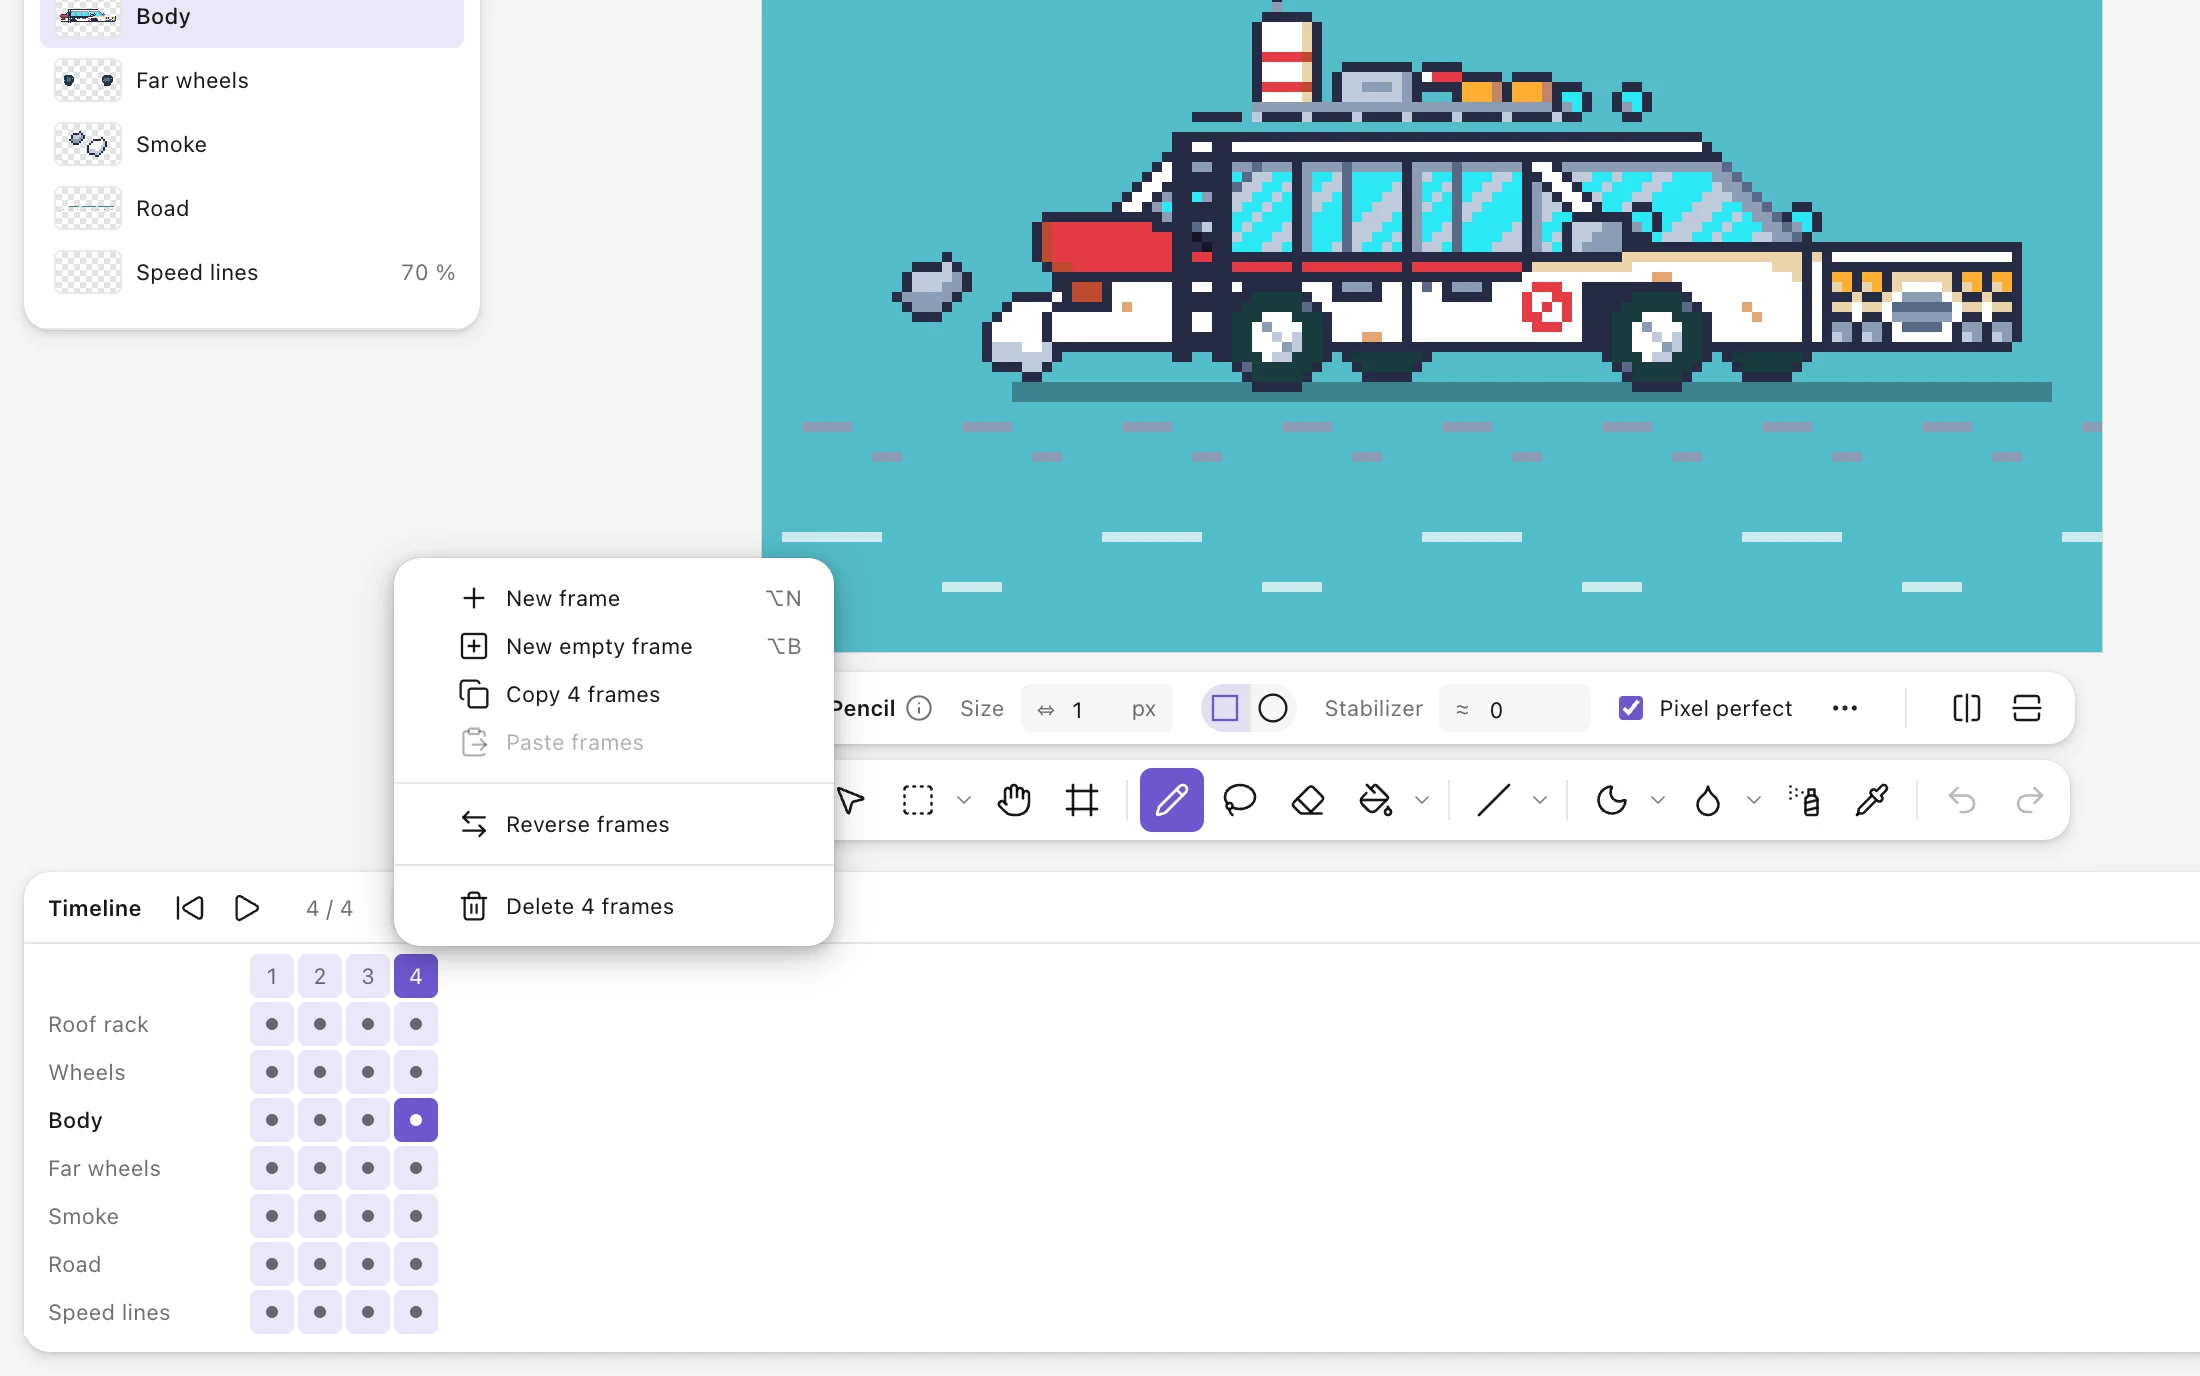 Body
Far wheels
Smoke
Road
Speed lines 70 %
New frame ⌥N
New empty frame ⌥B
Copy 4 frames
Paste frames
Reverse frames
Delete 4 frames
Pencil Size 1 px Stabilizer ≈ 0 Pixel perfect
Timeline 4 / 4
1 2 3 4
Roof rack
Wheels
Body
Far wheels
Smoke
Road
Speed lines